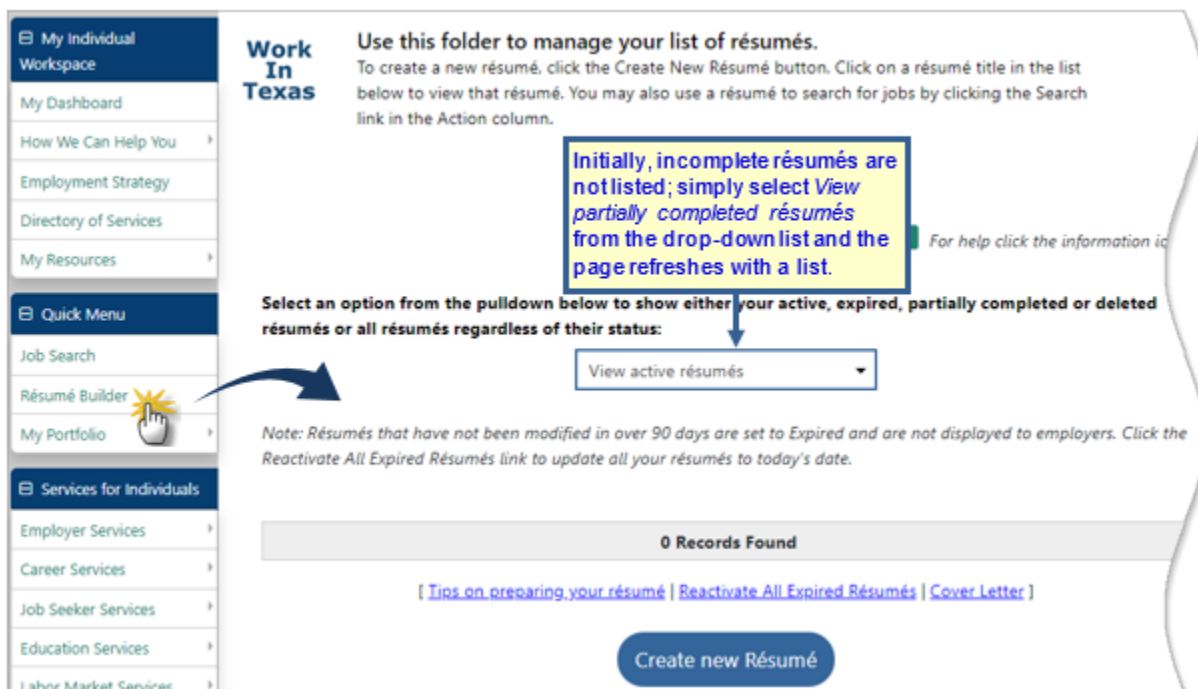 My Individual
Workspace
My Dashboard
How We Can Help You
Employment Strategy
Directory of Services
My Resources
Quick Menu
Job Search
Résumé Builder
My Portfolio
Services for Individuals
Employer Services
Career Services
Job Seeker Services
Education Services
Labor Market Services
Work
In
Texas
Use this folder to manage your list of résumés.
To create a new résumé, click the Create New Résumé button. Click on a résumé title in the list
below to view that résumé. You may also use a résumé to search for jobs by clicking the Search
link in the Action column.
Initially, incomplete résumés are
not listed; simply select View
partially completed résumés
from the drop-down list and the
page refreshes with a list.
For help click the information
Select an option from the pulldown below to show either your active, expired, partially completed or deleted
résumés or all résumés regardless of their status:
View active résumés
Note: Résumés that have not been modified in over 90 days are set to Expired and are not displayed to employers. Click the
Reactivate All Expired Résumés link to update all your résumés to today's date.
0 Records Found
[ Tips on preparing your résumé | Reactivate All Expired Résumés | Cover Letter ]
Create new Résumé